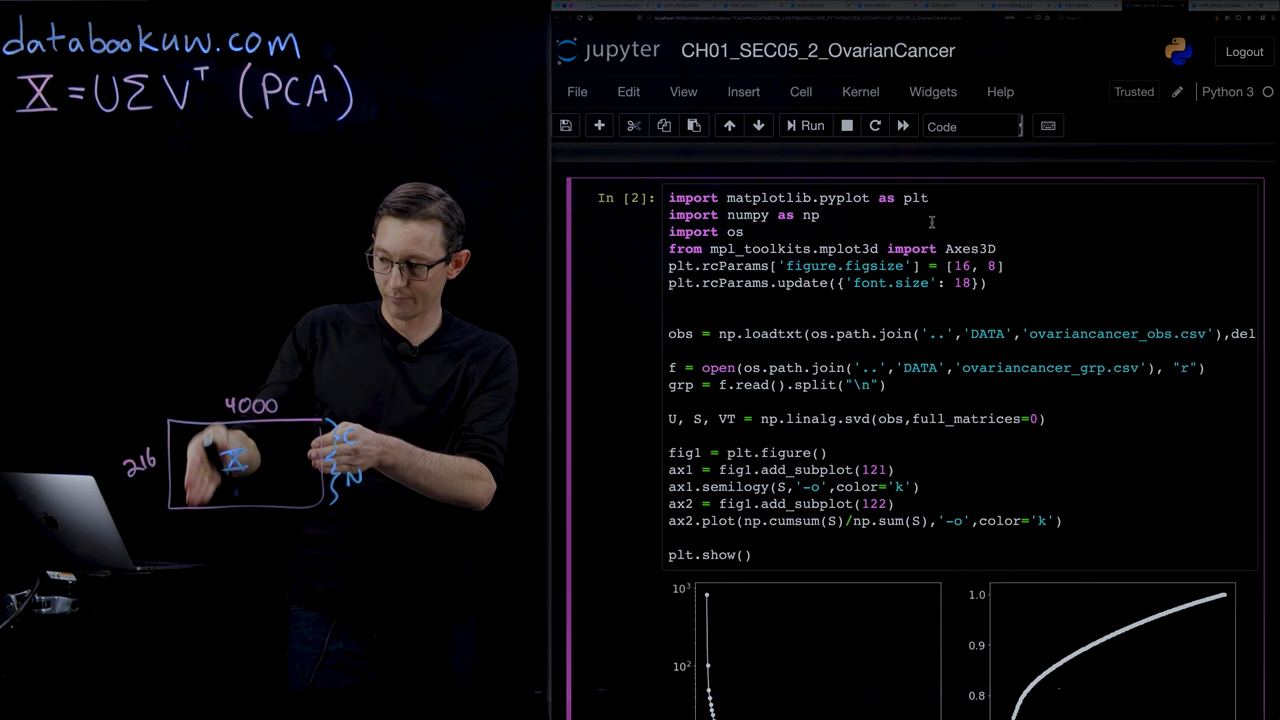 databookuw.com
X = UΣVᵀ (PCA)
4000
216
X
C
N
jupyter CH01_SEC05_2_OvarianCancer
Logout
File Edit View Insert Cell Kernel Widgets Help Trusted Python 3
Run Code
In [2]:
import matplotlib.pyplot as plt
import numpy as np
import os
from mpl_toolkits.mplot3d import Axes3D
plt.rcParams['figure.figsize'] = [16, 8]
plt.rcParams.update({'font.size': 18})
obs = np.loadtxt(os.path.join('..','DATA','ovariancancer_obs.csv'),del
f = open(os.path.join('..','DATA','ovariancancer_grp.csv'), "r")
grp = f.read().split("\n")
U, S, VT = np.linalg.svd(obs,full_matrices=0)
fig1 = plt.figure()
ax1 = fig1.add_subplot(121)
ax1.semilogy(S,'-o',color='k')
ax2 = fig1.add_subplot(122)
ax2.plot(np.cumsum(S)/np.sum(S),'-o',color='k')
plt.show()
10³
10²
1.0
0.9
0.8